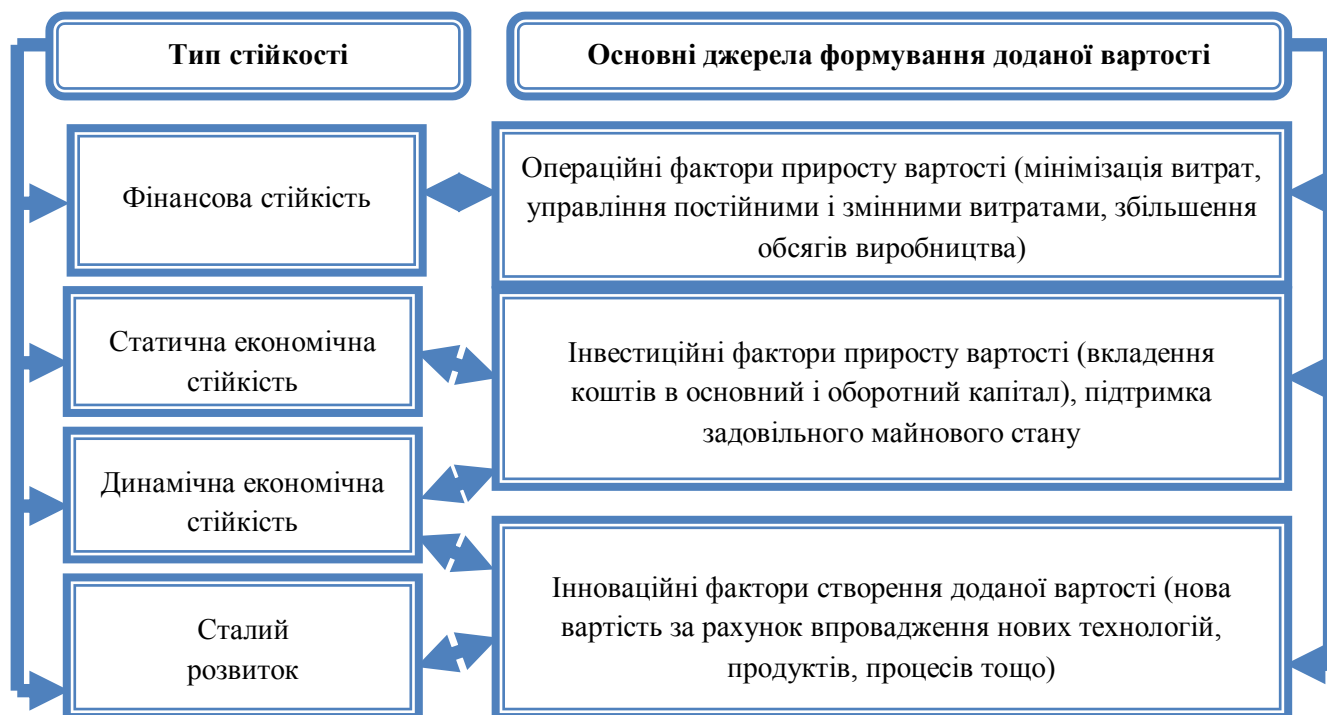 Тип стійкості
Основні джерела формування доданої вартості
Фінансова стійкість
Операційні фактори приросту вартості (мінімізація витрат,
управління постійними і змінними витратами, збільшення
обсягів виробництва)
Статична економічна
стійкість
Інвестиційні фактори приросту вартості (вкладення
коштів в основний і оборотний капітал), підтримка
задовільного майнового стану
Динамічна економічна
стійкість
Інноваційні фактори створення доданої вартості (нова
вартість за рахунок впровадження нових технологій,
продуктів, процесів тощо)
Сталий
розвиток